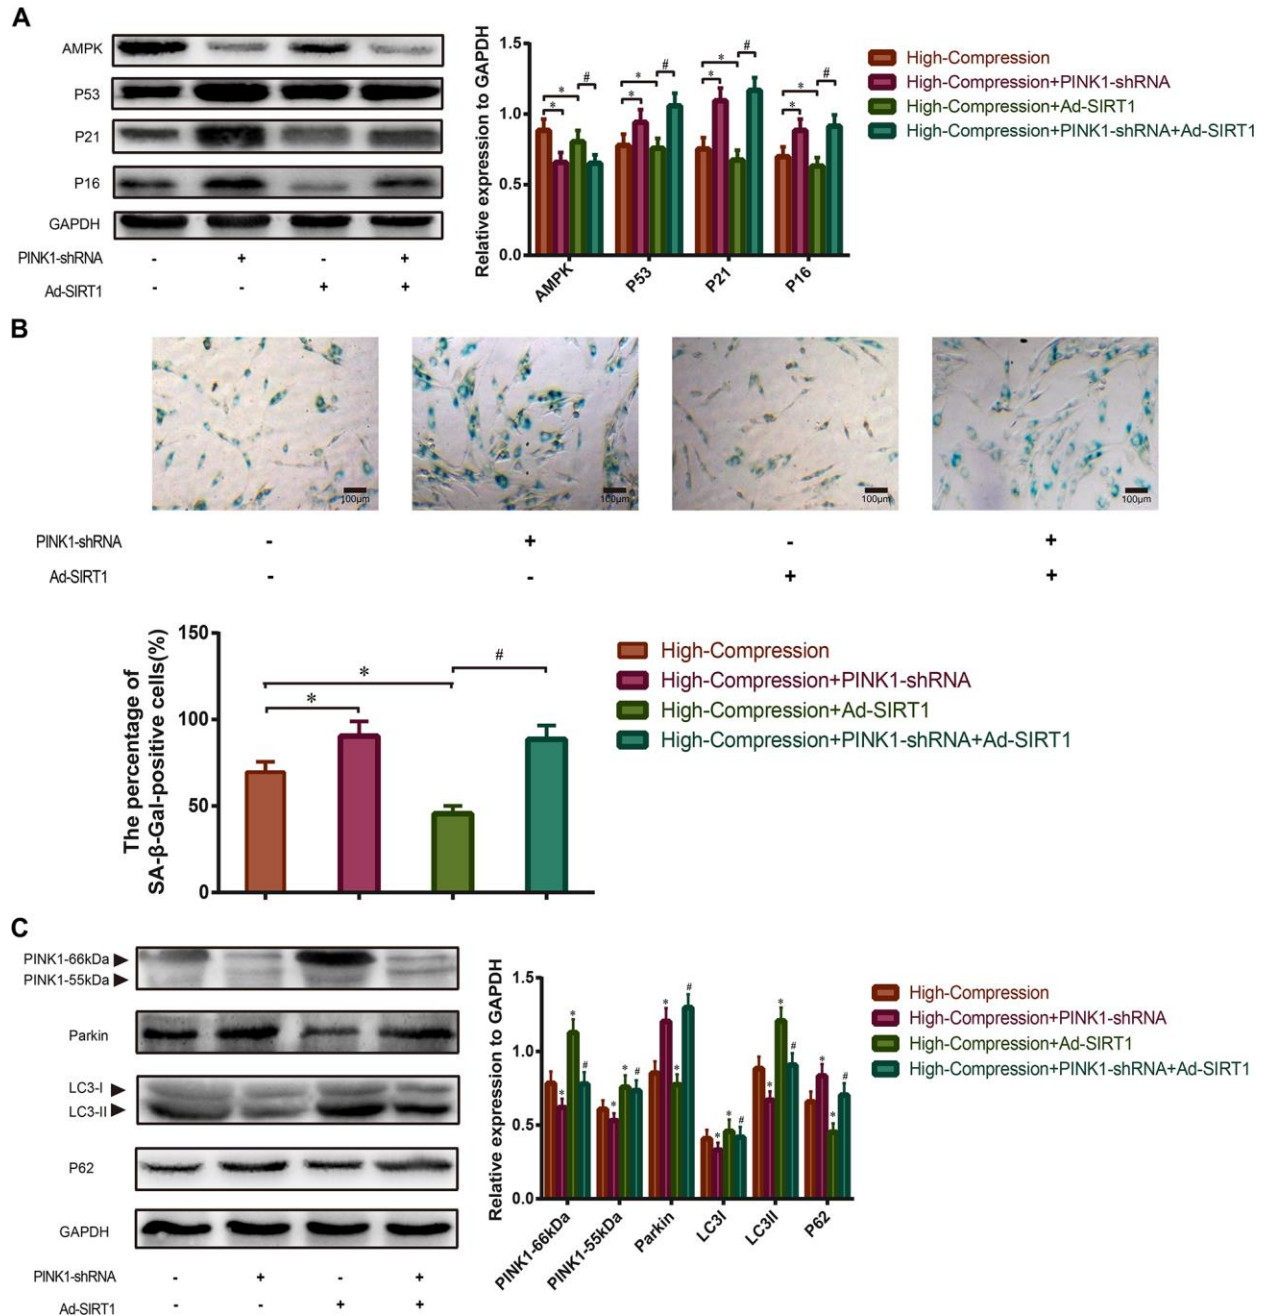 A
AMPK
P53
P21
P16
GAPDH
PINK1-shRNA - + - +
Ad-SIRT1 - - + +
Relative expression to GAPDH
1.5
1.0
0.5
0.0
* * # * * # * * # * * #
AMPK P53 P21 P16
High-Compression
High-Compression+PINK1-shRNA
High-Compression+Ad-SIRT1
High-Compression+PINK1-shRNA+Ad-SIRT1
B
100μm 100μm 100μm 100μm
PINK1-shRNA - + - +
Ad-SIRT1 - - + +
The percentage of
SA-β-Gal-positive cells(%)
150
100
50
0
* * #
High-Compression
High-Compression+PINK1-shRNA
High-Compression+Ad-SIRT1
High-Compression+PINK1-shRNA+Ad-SIRT1
C
PINK1-66kDa
PINK1-55kDa
Parkin
LC3-I
LC3-II
P62
GAPDH
PINK1-shRNA - + - +
Ad-SIRT1 - - + +
Relative expression to GAPDH
1.5
1.0
0.5
0.0
* * # * * # * * # * * # * * # * * #
PINK1-66kDa PINK1-55kDa Parkin LC3I LC3II P62
High-Compression
High-Compression+PINK1-shRNA
High-Compression+Ad-SIRT1
High-Compression+PINK1-shRNA+Ad-SIRT1